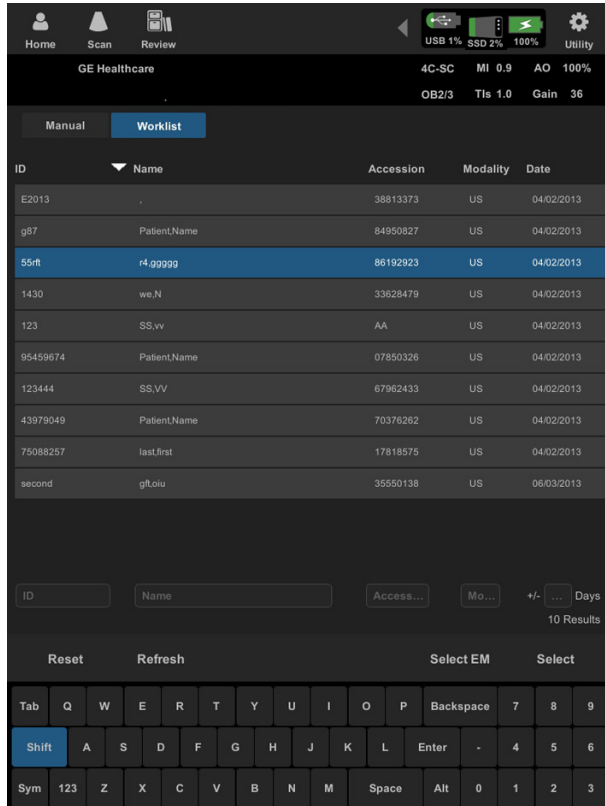 Home Scan Review USB 1% SSD 2% 100% Utility
GE Healthcare 4C-SC MI 0.9 AO 100%
OB2/3 TIs 1.0 Gain 36
Manual Worklist
ID Name Accession Modality Date
E2013 , 38813373 US 04/02/2013
g87 Patient,Name 84950827 US 04/02/2013
55rft r4,ggggg 86192923 US 04/02/2013
1430 we,N 33628479 US 04/02/2013
123 SS,vv AA US 04/02/2013
95459674 Patient,Name 07850326 US 04/02/2013
123444 SS,VV 67962433 US 04/02/2013
43979049 Patient,Name 70376262 US 04/02/2013
75088257 last,first 17818575 US 04/02/2013
second gft,oiu 35550138 US 06/03/2013
ID Name Access... Mo... +/- ... Days
10 Results
Reset Refresh Select EM Select
Tab Q W E R T Y U I O P Backspace 7 8 9
Shift A S D F G H J K L Enter - 4 5 6
Sym 123 Z X C V B N M Space Alt 0 1 2 3